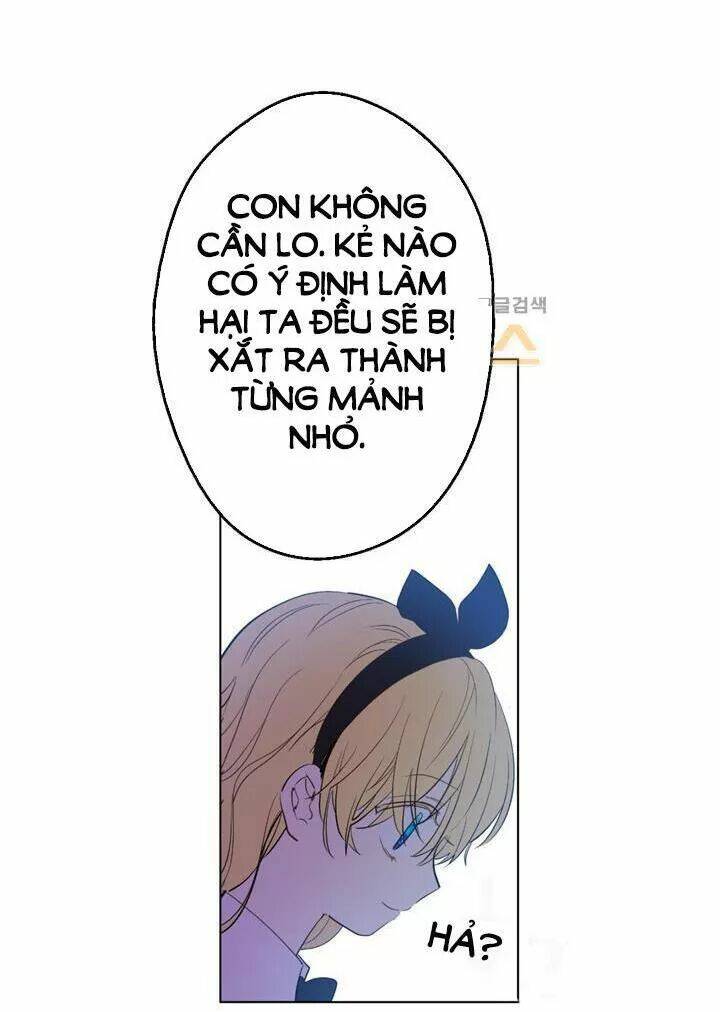 CON KHÔNG
CẦN LO. KẺ NÀO
CÓ Ý ĐỊNH LÀM
HẠI TA ĐỀU SẼ BỊ
XẮT RA THÀNH
TỪNG MẢNH
NHỎ.
글검색
HẢ?